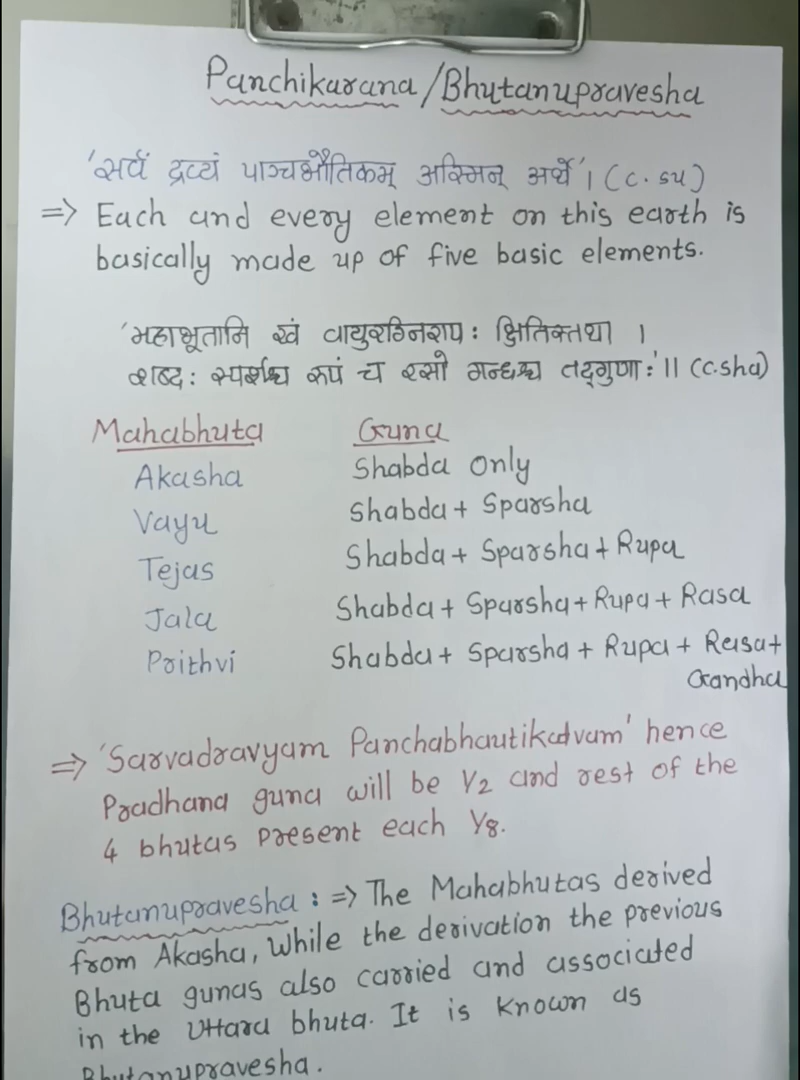 Panchikarana/Bhutanupravesha
'सर्वं द्रव्यं पाञ्चभौतिकम् अस्मिन् अर्थे'। (C.su)
=> Each and every element on this earth is
basically made up of five basic elements.
'महाभूतानि खं वायुरग्निरापः क्षितिस्तथा ।
शब्दः स्पर्शश्च रूपं च रसो गन्धश्च तद्गुणाः'॥ (C.sha)
Mahabhuta Guna
Akasha Shabda Only
Vayu Shabda + Sparsha
Tejas Shabda + Sparsha + Rupa
Jala Shabda + Sparsha + Rupa + Rasa
Prithvi Shabda + Sparsha + Rupa + Rasa +
Gandha
=> 'Sarvadravyam Panchabhautikatvam' hence
Pradhana guna will be 1/2 and rest of the
4 bhutas present each 1/8.
Bhutanupravesha : => The Mahabhutas derived
from Akasha, While the derivation the previous
Bhuta gunas also carried and associated
in the Uttara bhuta. It is known as
Bhutanupravesha.